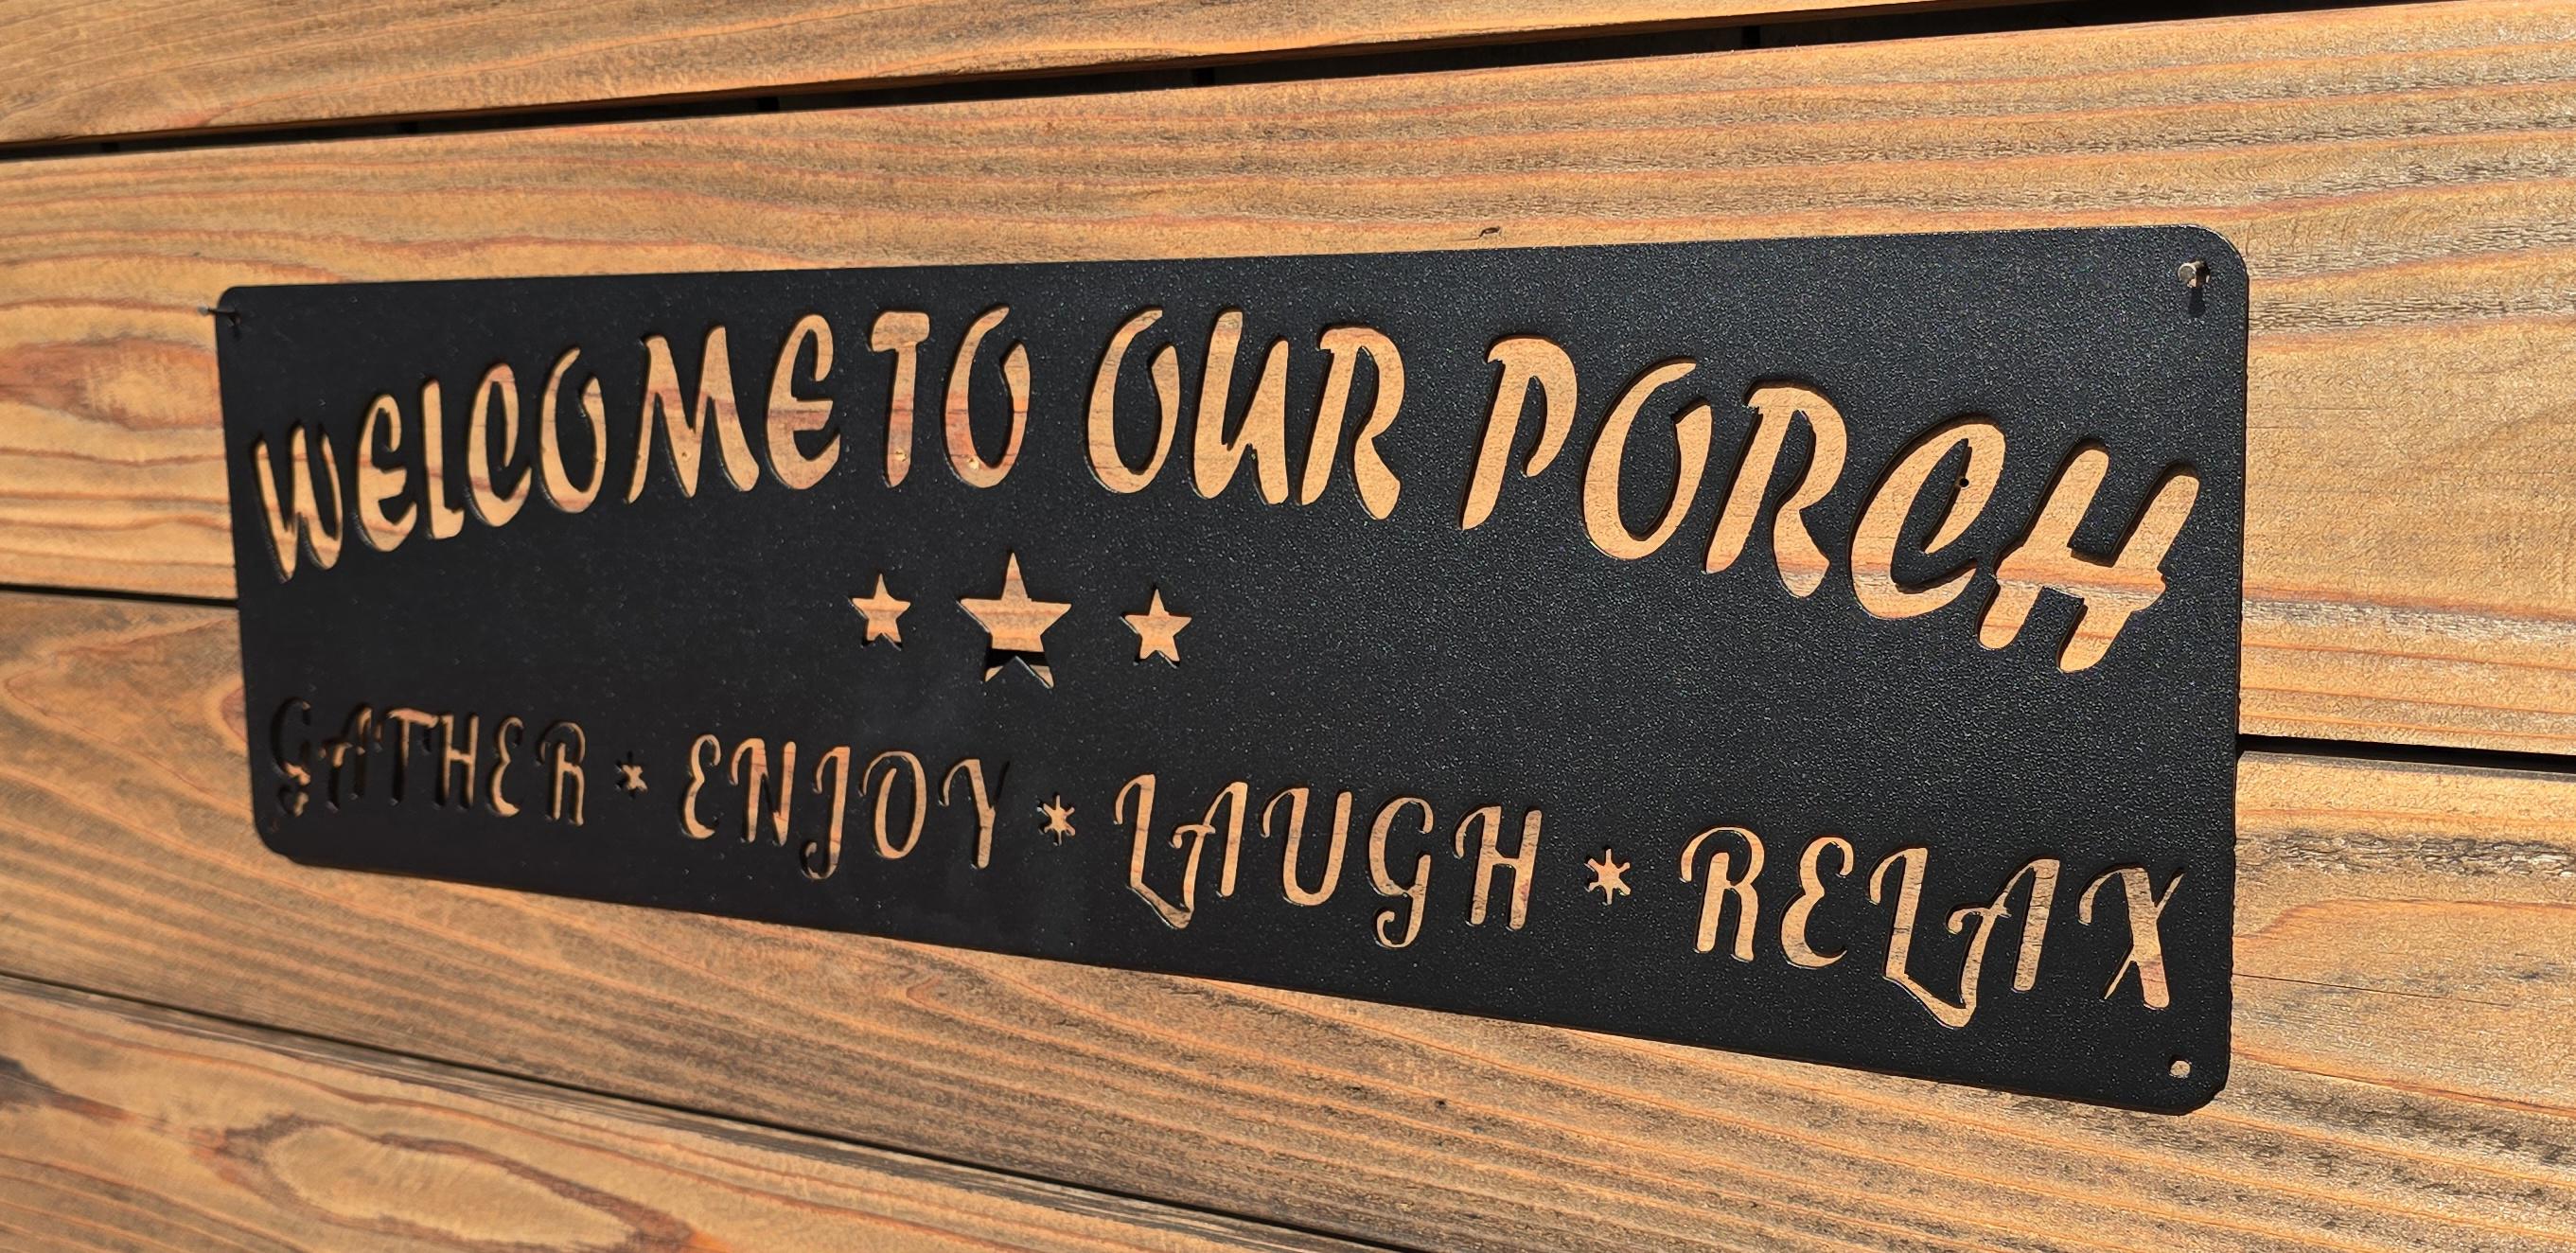 WELCOME TO OUR PORCH
GATHER * ENJOY * LAUGH * RELAX